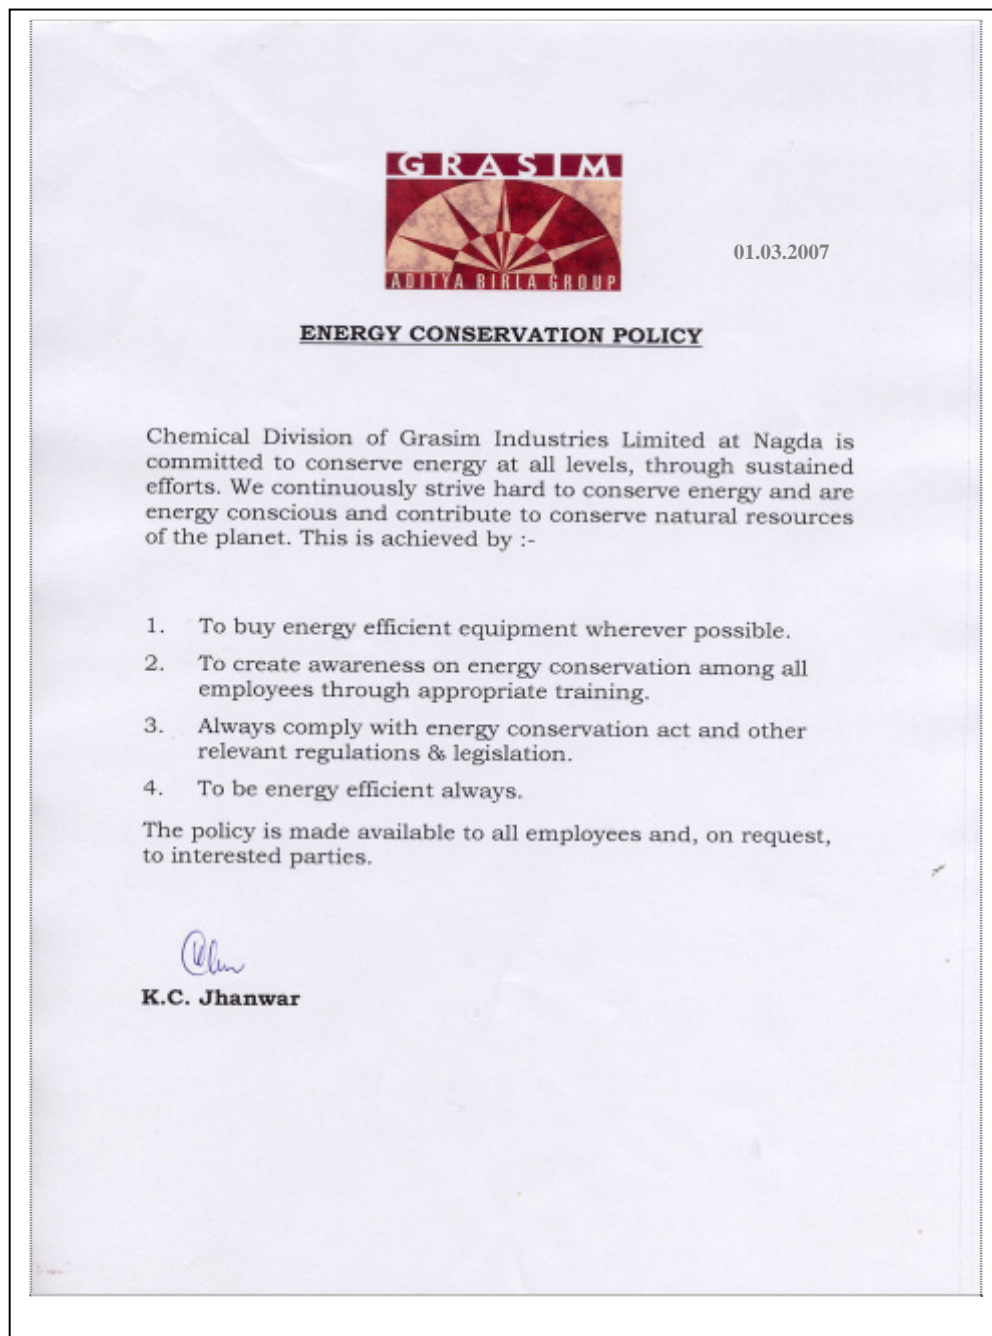 GRASIM
ADITYA BIRLA GROUP
01.03.2007
ENERGY CONSERVATION POLICY
Chemical Division of Grasim Industries Limited at Nagda is
committed to conserve energy at all levels, through sustained
efforts. We continuously strive hard to conserve energy and are
energy conscious and contribute to conserve natural resources
of the planet. This is achieved by :-
1. To buy energy efficient equipment wherever possible.
2. To create awareness on energy conservation among all
employees through appropriate training.
3. Always comply with energy conservation act and other
relevant regulations & legislation.
4. To be energy efficient always.
The policy is made available to all employees and, on request,
to interested parties.
K.C. Jhanwar